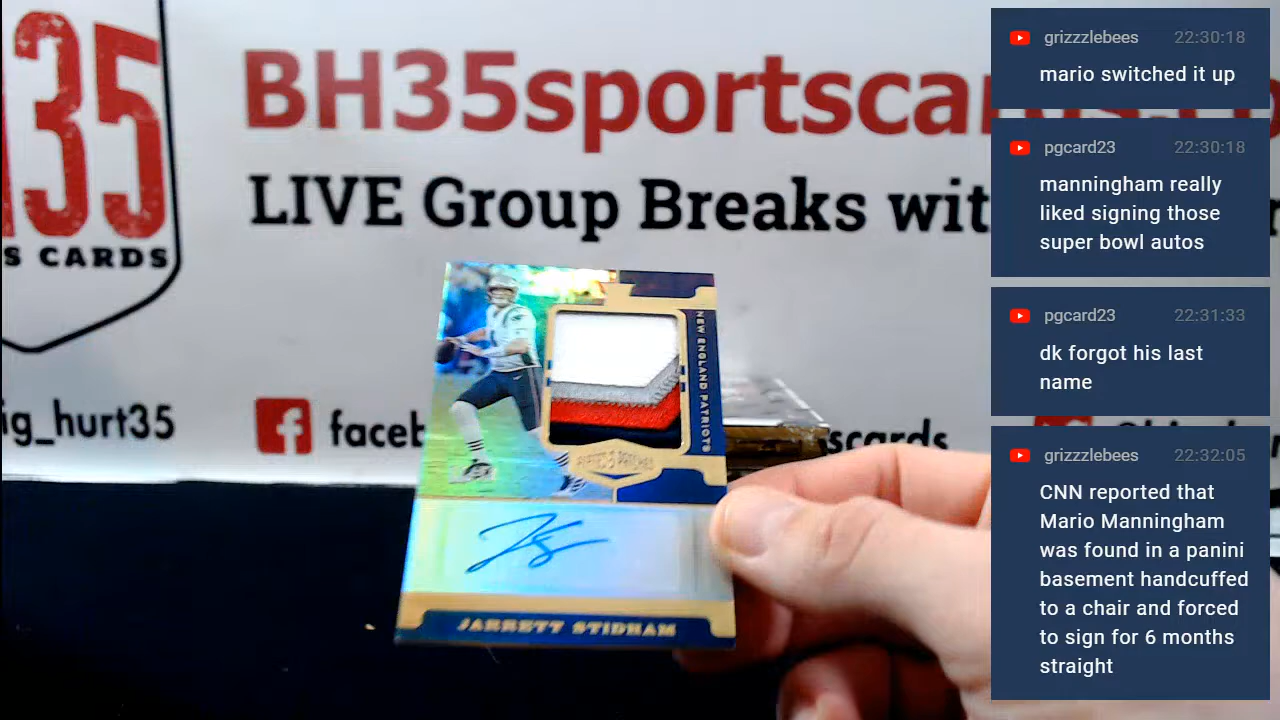 35
S CARDS
BH35sportscar
LIVE Group Breaks wit
ig_hurt35
faceb
scards
NEW ENGLAND PATRIOTS
JARRETT STIDHAM
grizzzlebees 22:30:18
mario switched it up
pgcard23 22:30:18
manningham really
liked signing those
super bowl autos
pgcard23 22:31:33
dk forgot his last
name
grizzzlebees 22:32:05
CNN reported that
Mario Manningham
was found in a panini
basement handcuffed
to a chair and forced
to sign for 6 months
straight